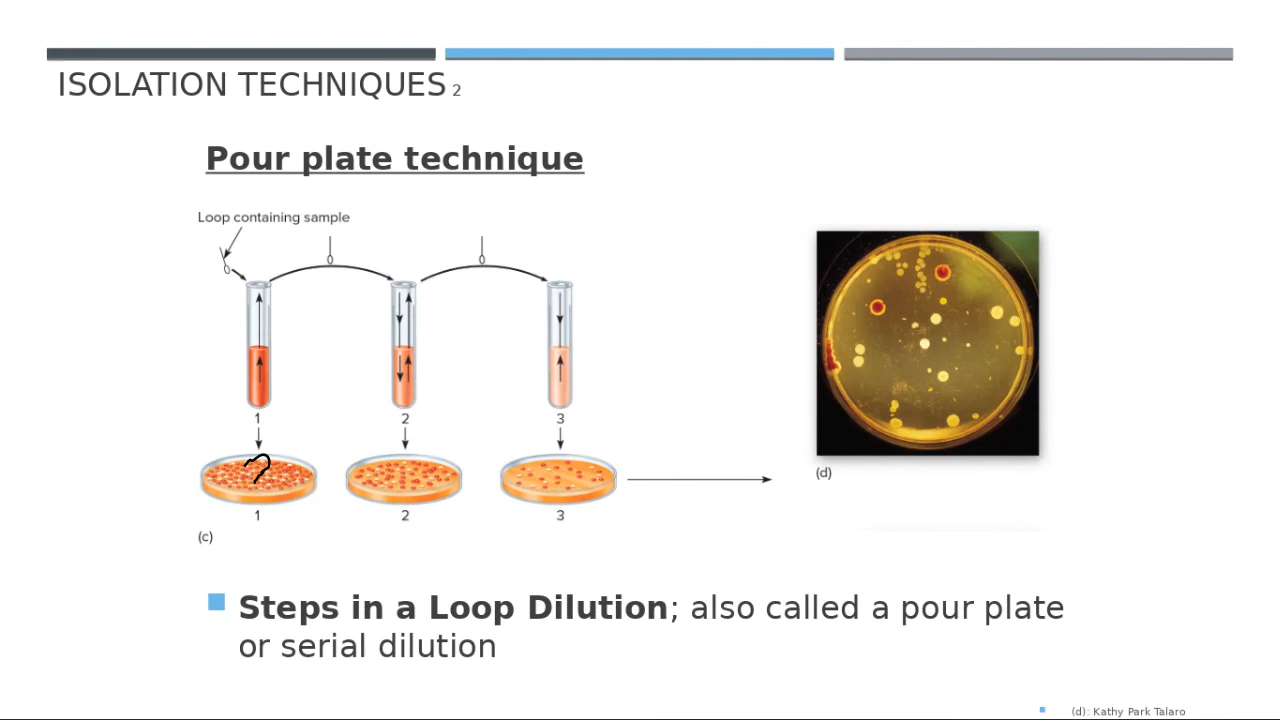 ISOLATION TECHNIQUES 2
Pour plate technique
Loop containing sample
1 2 3
1 2 3
(c)
(d)
Steps in a Loop Dilution; also called a pour plate
or serial dilution
(d): Kathy Park Talaro